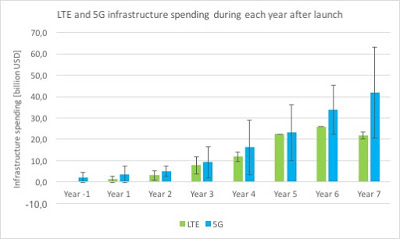 LTE and 5G infrastructure spending during each year after launch
Infrastructure spending [billion USD]
70,0
60,0
50,0
40,0
30,0
20,0
10,0
0,0
-10,0
Year -1 Year 1 Year 2 Year 3 Year 4 Year 5 Year 6 Year 7
LTE 5G